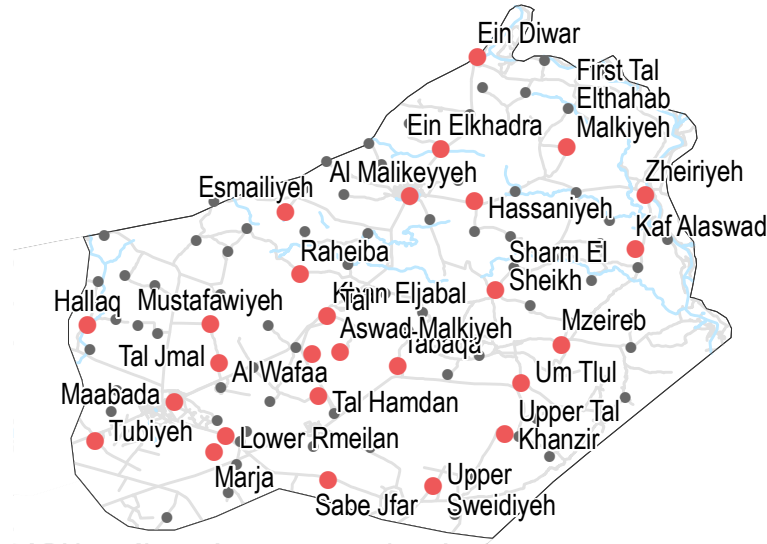 Ein Diwar
First Tal
Elthahab
Malkiyeh
Ein Elkhadra
Al Malikeyyeh
Esmailiyeh
Zheiriyeh
Hassaniyeh
Kaf Alaswad
Sharm El
Sheikh
Raheiba
Khan Eljabal
Tal
Aswad-Malkiyeh
Hallaq
Mustafawiyeh
Mzeireb
Tabaqa
Tal Jmal
Al Wafaa
Um Tlul
Maabada
Tal Hamdan
Upper Tal
Khanzir
Tubiyeh
Lower Rmeilan
Marja
Sabe Jfar
Upper
Sweidiyeh